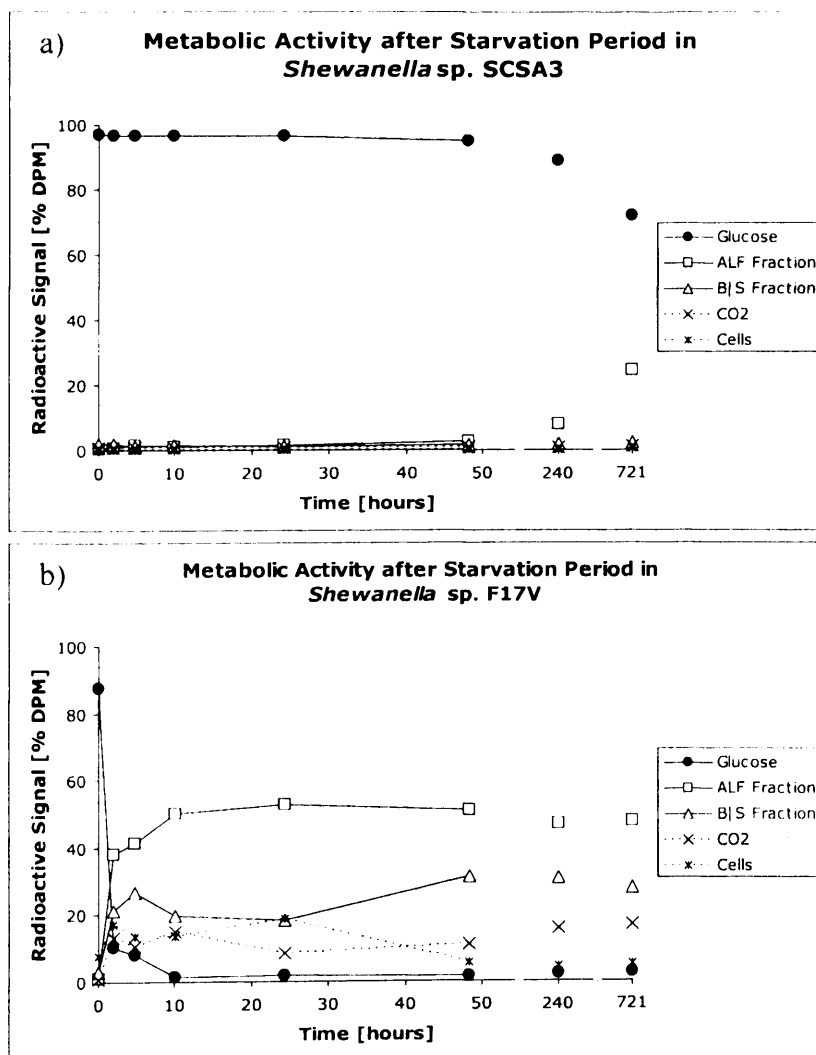 a)
Metabolic Activity after Starvation Period in
Shewanella sp. SCSA3
100
80
60
40
20
0
Radioactive Signal [% DPM]
0 10 20 30 40 50 240 721
Time [hours]
Glucose
ALF Fraction
B|S Fraction
CO2
Cells
b)
Metabolic Activity after Starvation Period in
Shewanella sp. F17V
100
80
60
40
20
0
Radioactive Signal [% DPM]
0 10 20 30 40 50 240 721
Time [hours]
Glucose
ALF Fraction
B|S Fraction
CO2
Cells